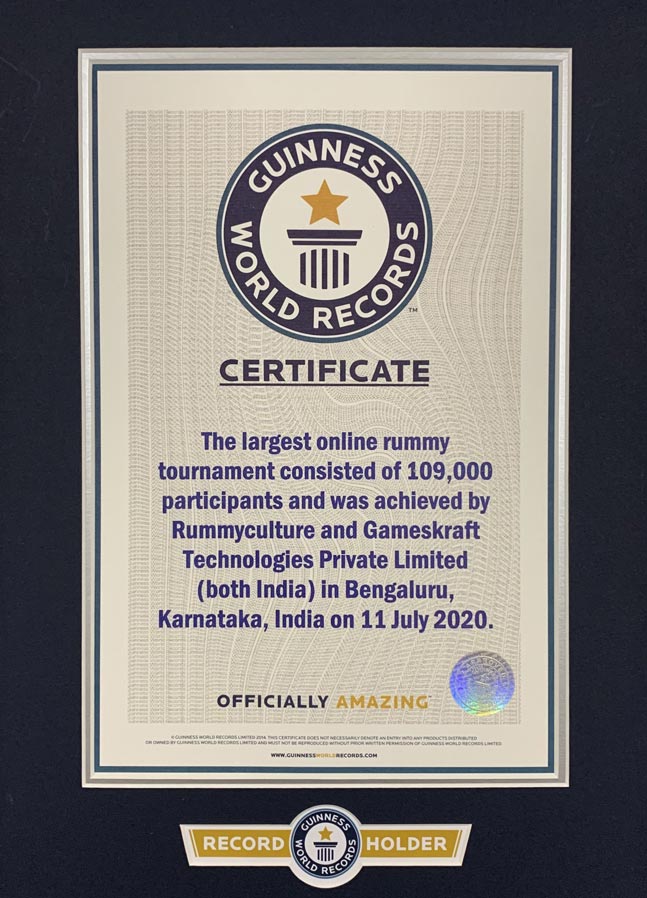 GUINNESS
WORLD RECORDS
TM
CERTIFICATE
The largest online rummy
tournament consisted of 109,000
participants and was achieved by
Rummyculture and Gameskraft
Technologies Private Limited
(both India) in Bengaluru,
Karnataka, India on 11 July 2020.
OFFICIALLY AMAZING
© GUINNESS WORLD RECORDS LIMITED 2014. THIS CERTIFICATE DOES NOT NECESSARILY DENOTE AN ENTRY INTO ANY PRODUCTS DISTRIBUTED
OR OWNED BY GUINNESS WORLD RECORDS LIMITED AND MUST NOT BE REPRODUCED WITHOUT PRIOR WRITTEN PERMISSION OF GUINNESS WORLD RECORDS LIMITED
WWW.GUINNESSWORLDRECORDS.COM
RECORD
GUINNESS
WORLD RECORDS
HOLDER